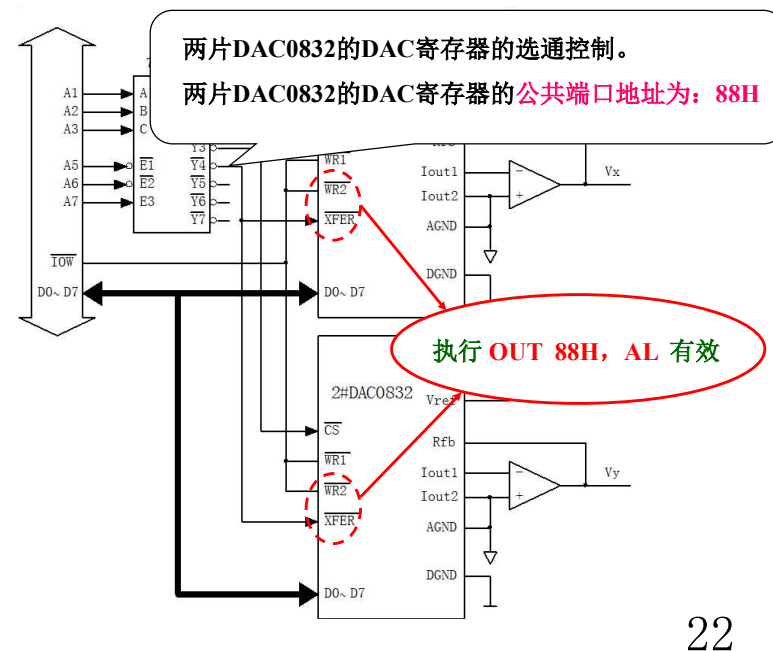 两片DAC0832的DAC寄存器的选通控制。
两片DAC0832的DAC寄存器的公共端口地址为：88H
A1
A2
A3
A5
A6
A7
A
B
C
E1
E2
E3
Y3
Y4
Y5
Y6
Y7
IOW
D0~ D7
WR1
WR2
XFER
D0~ D7
Iout1
Iout2
AGND
DGND
Vx
执行 OUT 88H，AL 有效
2#DAC0832
CS
WR1
WR2
XFER
D0~ D7
Vref
Rfb
Iout1
Iout2
AGND
DGND
Vy
22